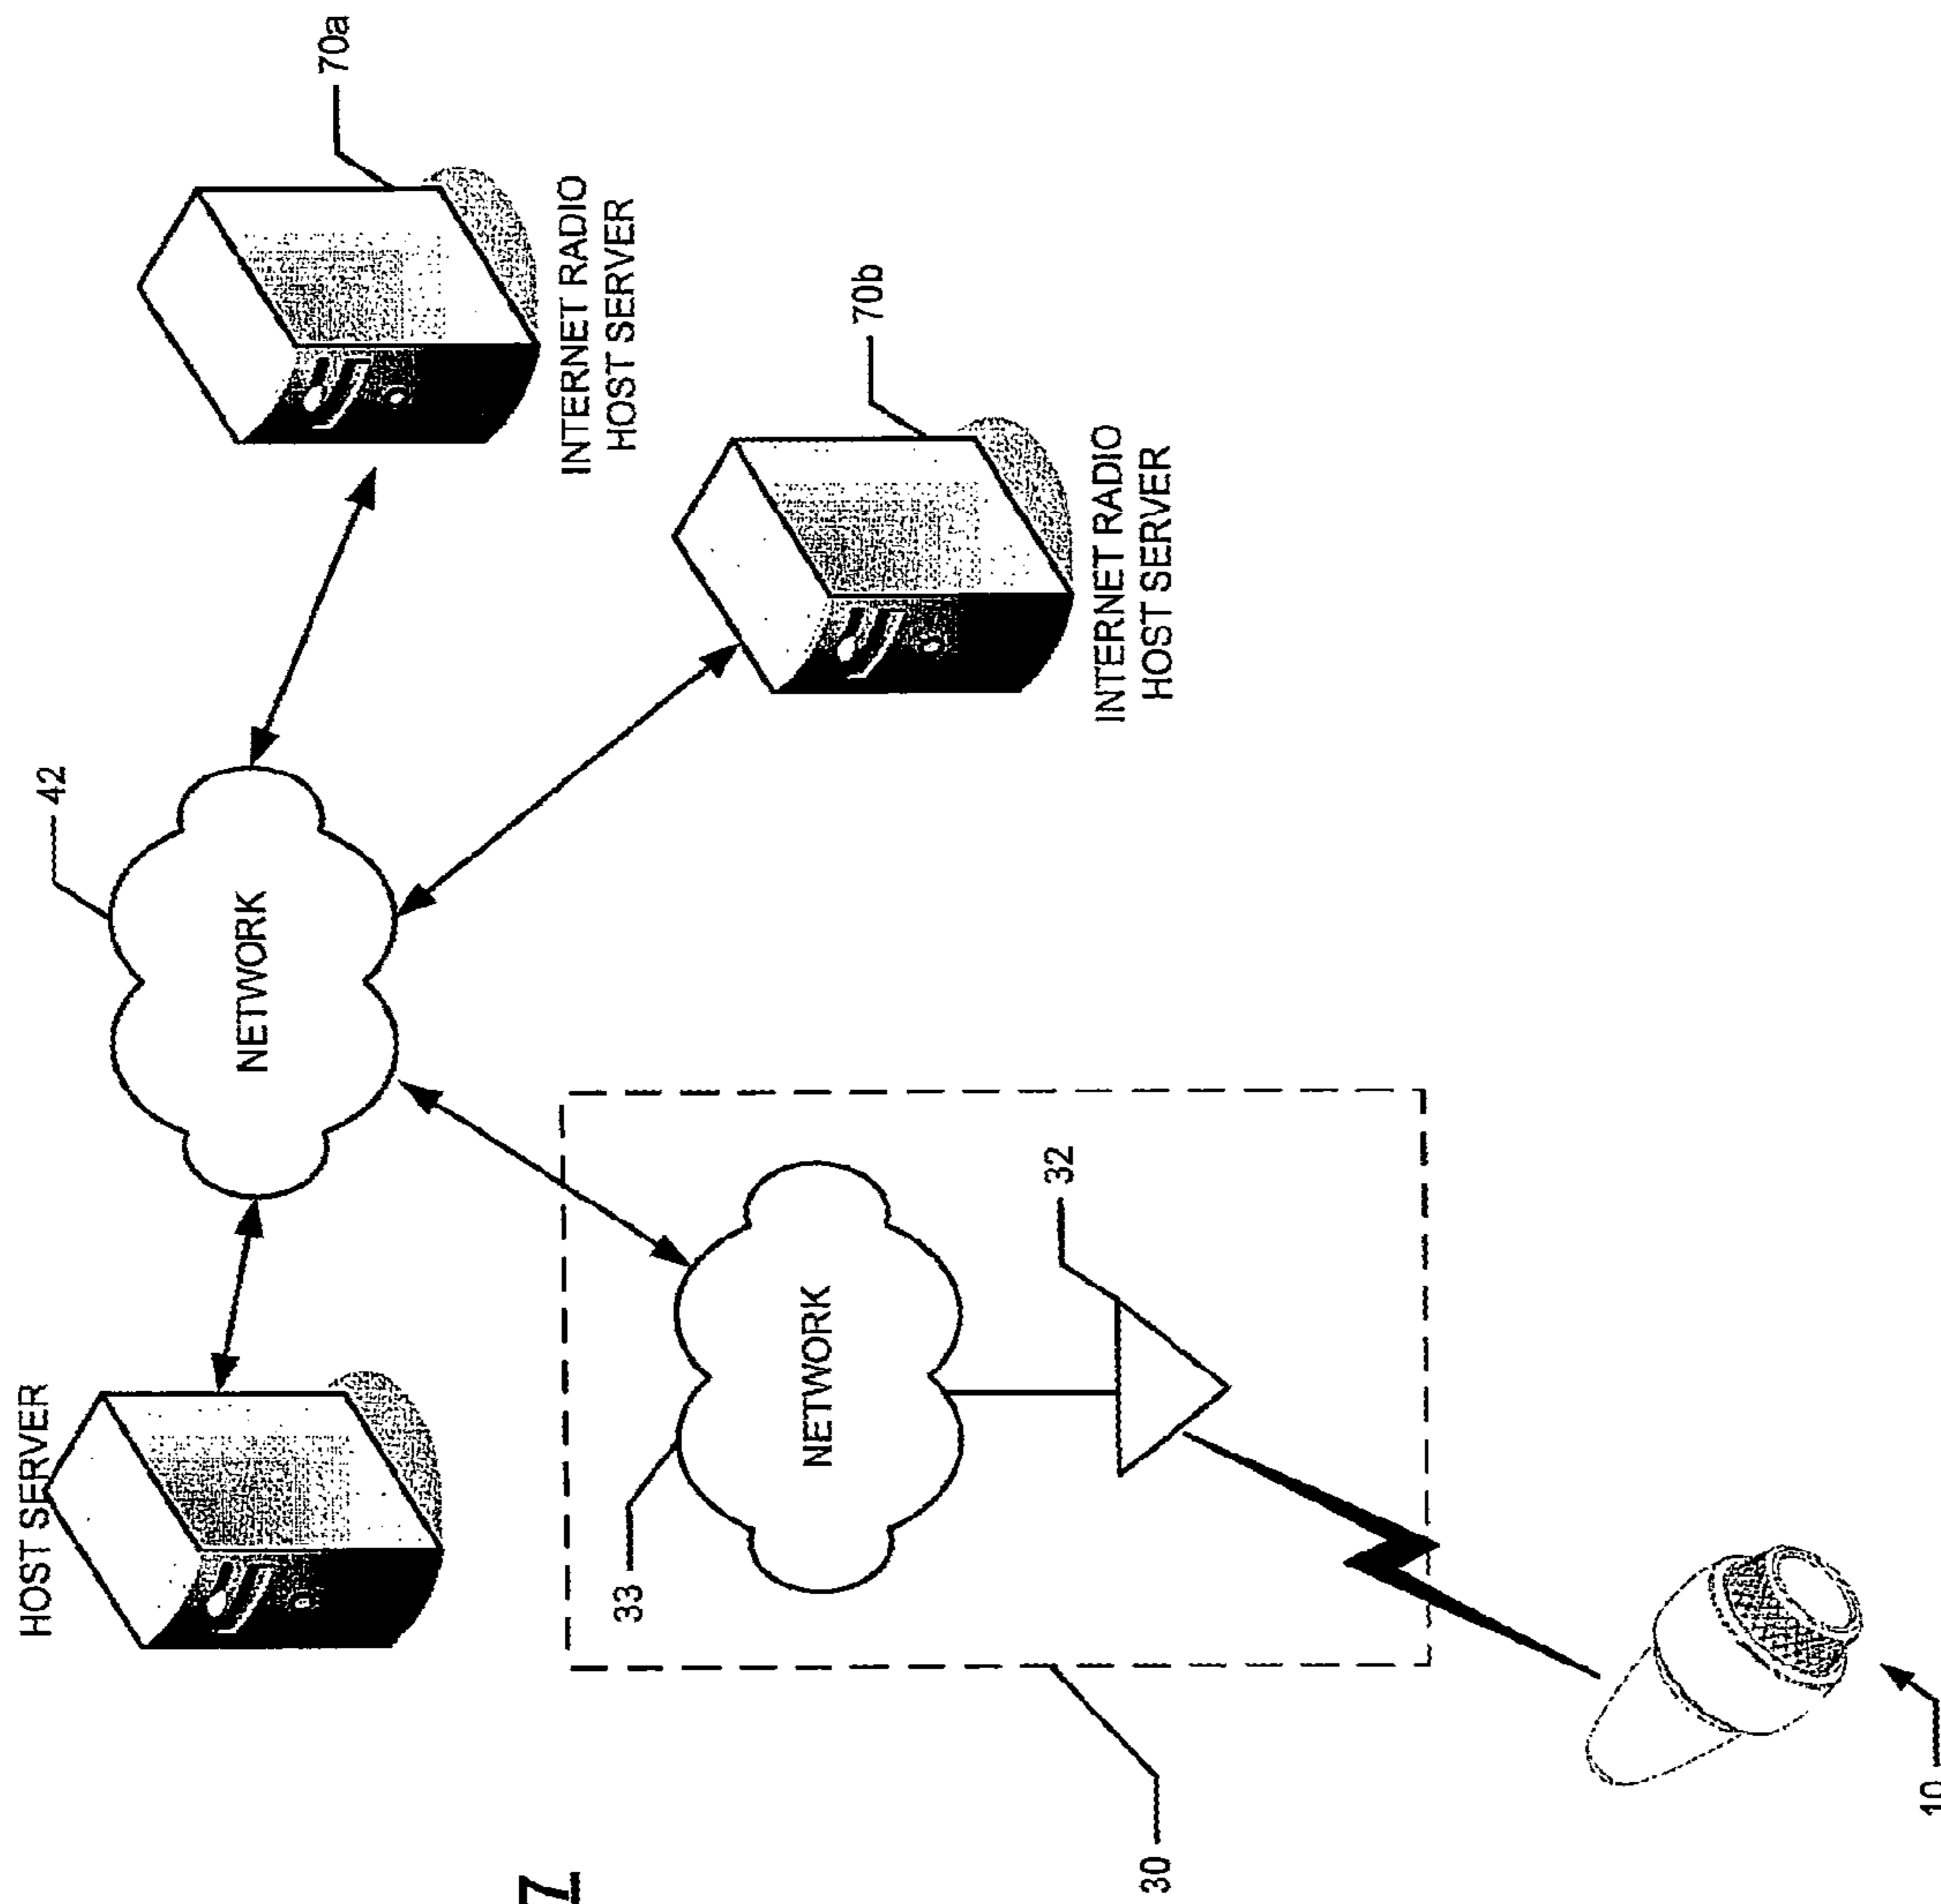 HOST SERVER
42
NETWORK
70a
INTERNET RADIO
HOST SERVER
70b
INTERNET RADIO
HOST SERVER
33
NETWORK
32
30
10